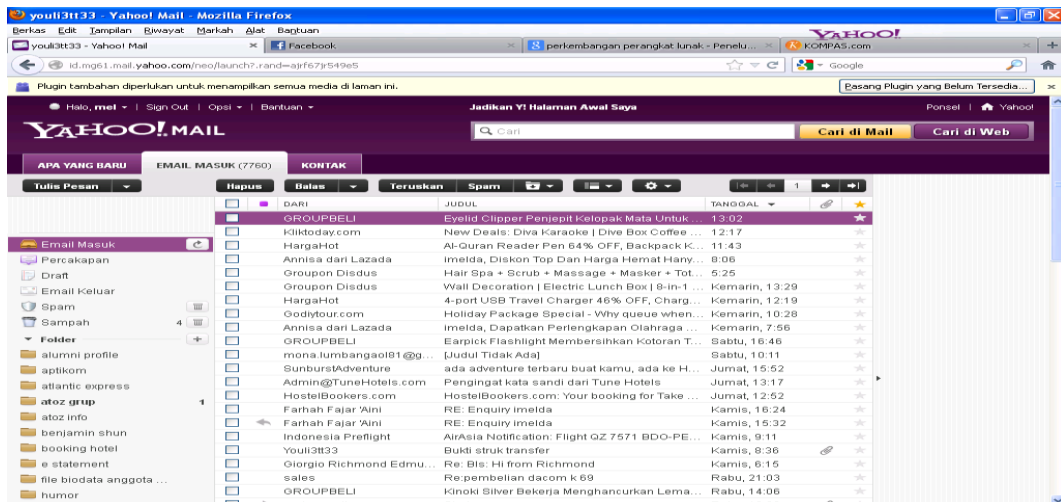 youli3tt33 - Yahoo! Mail - Mozilla Firefox
Berkas Edit Tampilan Riwayat Markah Alat Bantuan
YAHOO!
youli3tt33 - Yahoo! Mail
Facebook
perkembangan perangkat lunak - Penelu...
KOMPAS.com
id.mg61.mail.yahoo.com/neo/launch?.rand=ajrf67jr549e5
Google
Plugin tambahan diperlukan untuk menampilkan semua media di laman ini.
Pasang Plugin yang Belum Tersedia...
Halo, mel | Sign Out | Opsi | Bantuan
Jadikan Y! Halaman Awal Saya
Ponsel | Yahoo!
YAHOO! MAIL
Cari
Cari di Mail
Cari di Web
APA YANG BARU
EMAIL MASUK (7760)
KONTAK
Tulis Pesan
Hapus
Balas
Teruskan
Spam
1
DARI JUDUL TANGGAL
GROUPBELI Eyelid Clipper Penjepit Kelopak Mata Untuk ... 13:02
Kliktoday.com New Deals: Diva Karaoke | Dive Box Coffee ... 12:17
HargaHot Al-Quran Reader Pen 64% OFF, Backpack K... 11:43
Annisa dari Lazada imelda, Diskon Top Dan Harga Hemat Hany... 8:06
Groupon Disdus Hair Spa + Scrub + Massage + Masker + Tot... 5:25
Groupon Disdus Wall Decoration | Electric Lunch Box | 8-in-1 ... Kemarin, 13:29
HargaHot 4-port USB Travel Charger 46% OFF, Charg... Kemarin, 12:19
Godiytour.com Holiday Package Special - Why queue when... Kemarin, 10:28
Annisa dari Lazada imelda, Dapatkan Perlengkapan Olahraga ... Kemarin, 7:56
GROUPBELI Earpick Flashlight Membersihkan Kotoran T... Sabtu, 16:46
mona.lumbangaol81@g... [Judul Tidak Ada] Sabtu, 10:11
SunburstAdventure ada adventure terbaru buat kamu, ada ke H... Jumat, 15:52
Admin@TuneHotels.com Pengingat kata sandi dari Tune Hotels Jumat, 13:17
HostelBookers.com HostelBookers.com: Your booking for Take ... Jumat, 12:52
Farhah Fajar 'Aini RE: Enquiry imelda Kamis, 16:24
Farhah Fajar 'Aini RE: Enquiry imelda Kamis, 15:32
Indonesia Preflight AirAsia Notification: Flight QZ 7571 BDO-PE... Kamis, 9:11
Youli3tt33 Bukti struk transfer Kamis, 8:36
Giorgio Richmond Edmu... Re: Bls: Hi from Richmond Kamis, 6:15
sales Re:pembelian dacom k 69 Rabu, 21:03
GROUPBELI Kinoki Silver Bekerja Menghancurkan Lema... Rabu, 14:06
Email Masuk
Percakapan
Draft
Email Keluar
Spam
Sampah 4
Folder
alumni profile
aptikom
atlantic express
atoz grup 1
atoz info
benjamin shun
booking hotel
e statement
file biodata anggota ...
humor